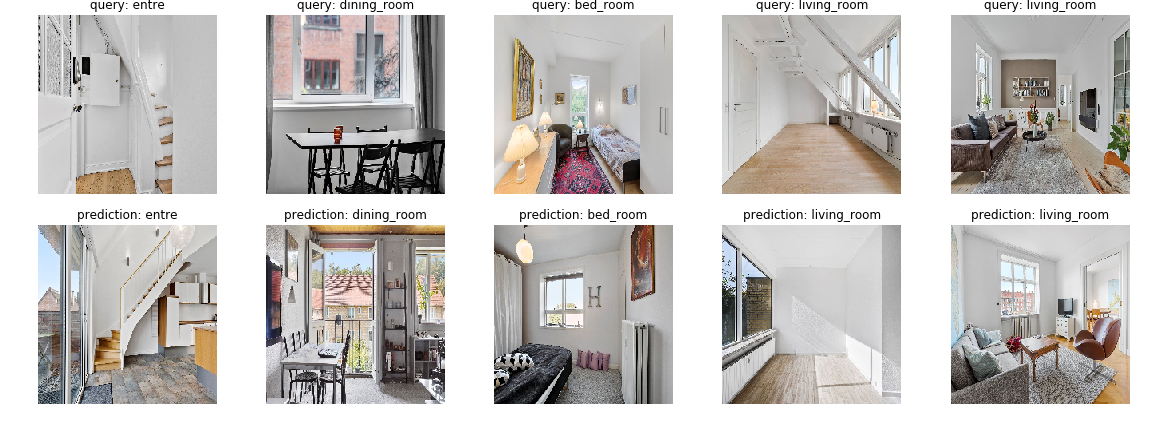 query: entre
query: dining_room
query: bed_room
query: living_room
query: living_room
prediction: entre
prediction: dining_room
prediction: bed_room
prediction: living_room
prediction: living_room
H